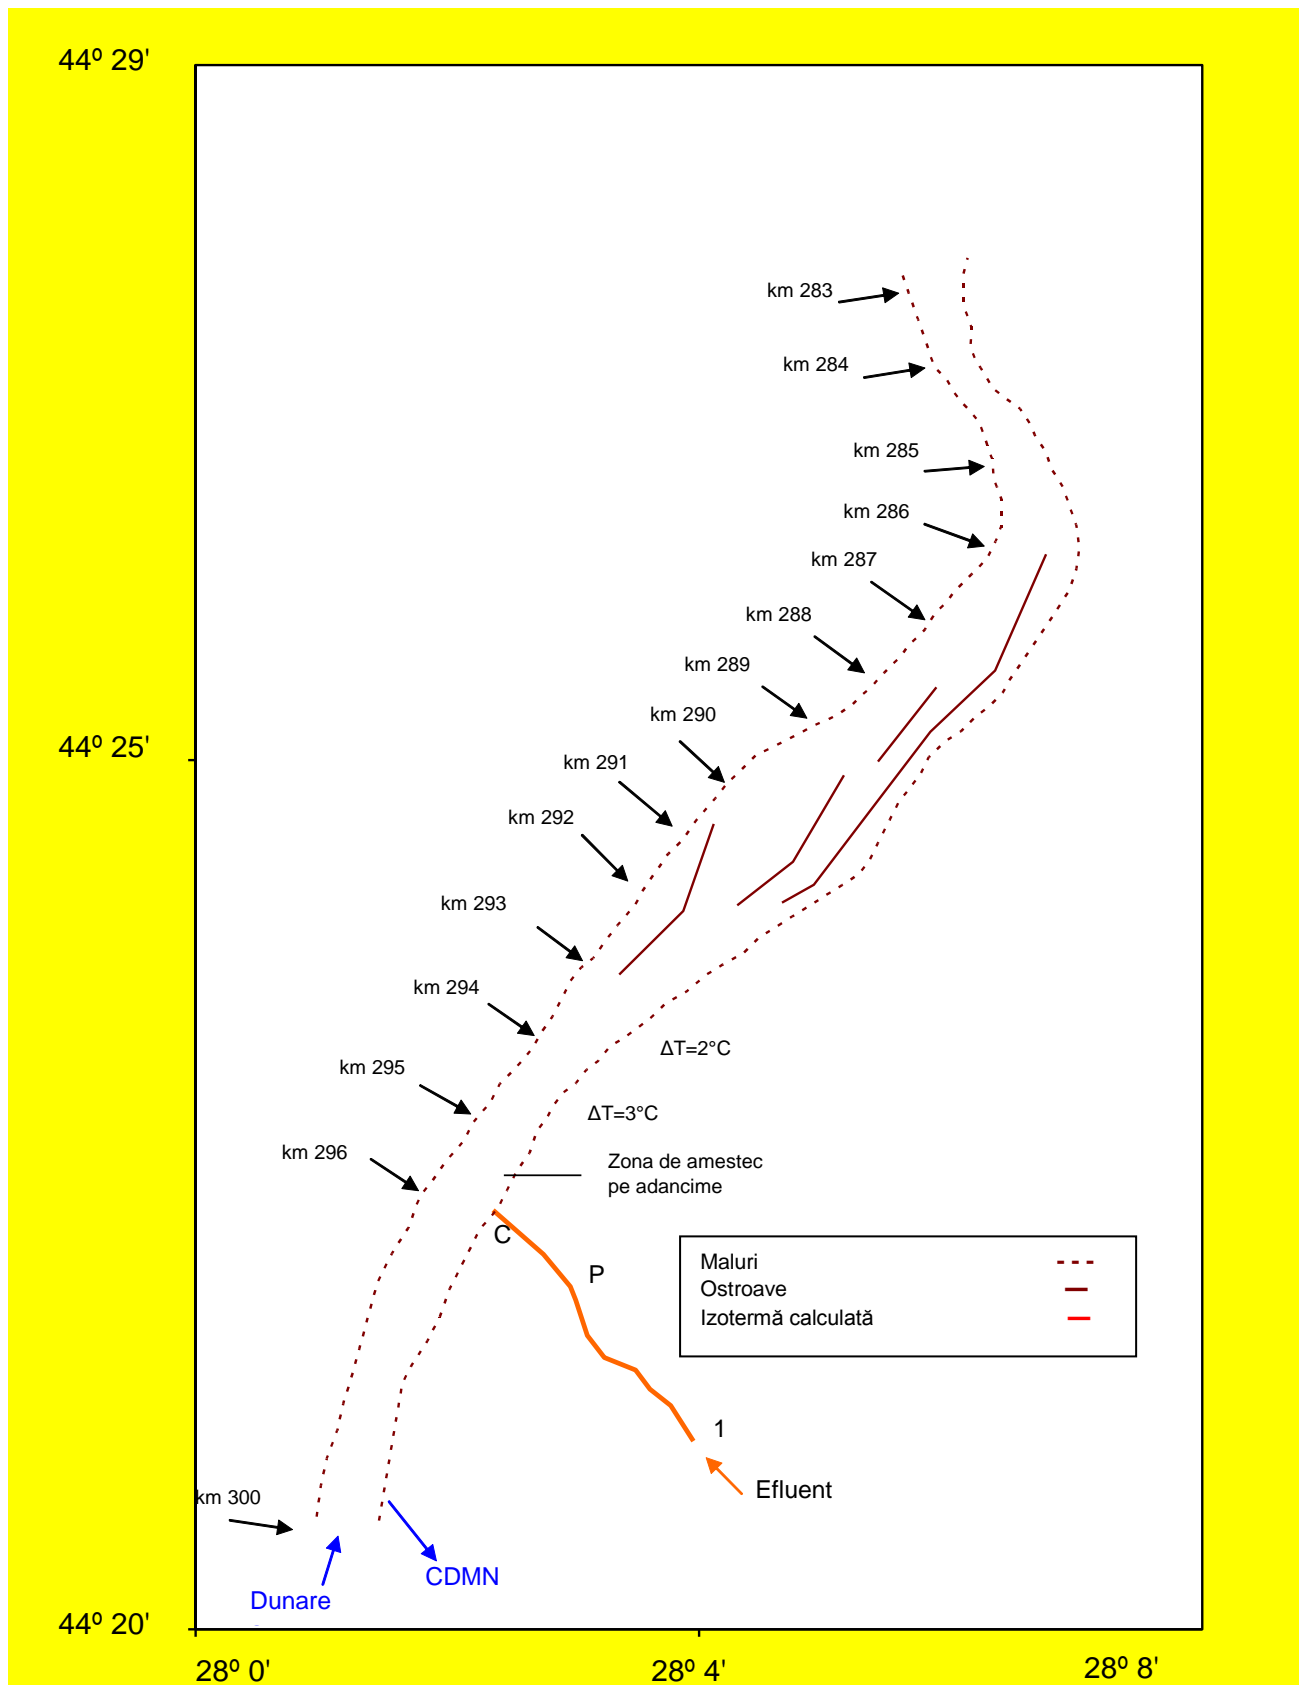 44º 29'
km 283
km 284
km 285
km 286
km 287
km 288
km 289
km 290
44º 25'
km 291
km 292
km 293
km 294
ΔT=2°C
km 295
ΔT=3°C
km 296
Zona de amestec
pe adancime
C
P
Maluri
Ostroave
Izotermă calculată
1
Efluent
km 300
CDMN
Dunare
44º 20'
28º 0'
28º 4'
28º 8'